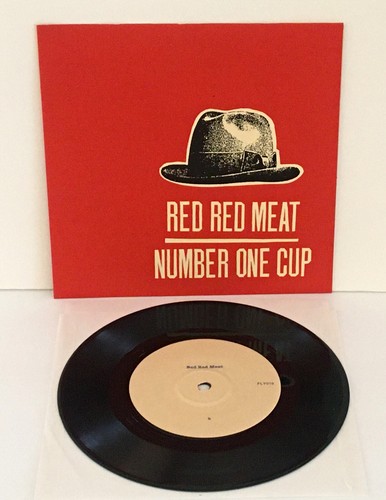 RED RED MEAT
NUMBER ONE CUP
Red Red Meat